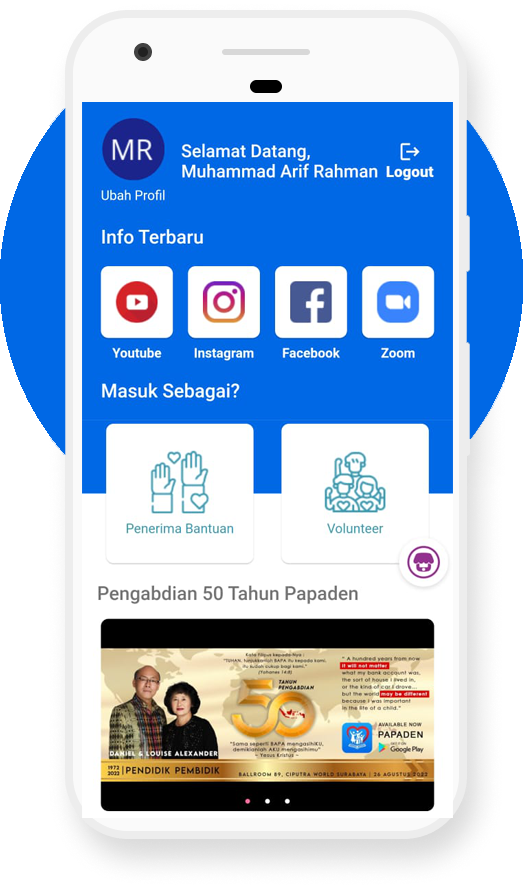 MR
Selamat Datang,
Muhammad Arif Rahman
Logout
Ubah Profil
Info Terbaru
Youtube
Instagram
Facebook
Zoom
Masuk Sebagai?
Penerima Bantuan
Volunteer
Pengabdian 50 Tahun Papaden
Kata Filipus kepada-Nya:
"TUHAN, tunjukkanlah BAPA itu kepada kami,
itu sudah cukup bagi kami."
(Yohanes 14:8)
50
TAHUN
PENGABDIAN
"Sama seperti BAPA mengasihiKU,
demikianlah AKU mengasihimu"
- Yesus Kristus -
" A hundred years from now
it will not matter
what my bank account was,
the sort of house I lived in,
or the kind of car I drove...
but the world may be different
because I was important
in the life of a child."
AVAILABLE NOW
PAPADEN
Google Play
DANIEL & LOUISE ALEXANDER
1972
2022
PENDIDIK PEMBIDIK
BALLROOM B9, CIPUTRA WORLD SURABAYA | 26 AGUSTUS 2022